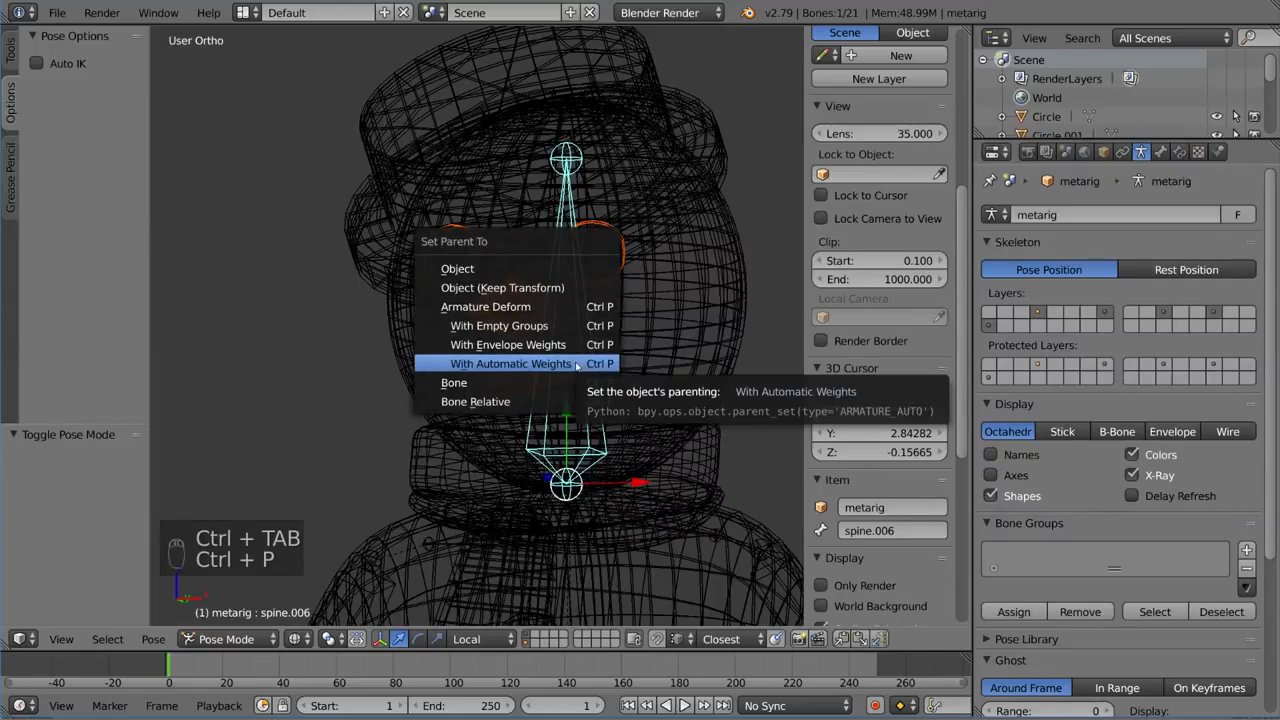 File Render Window Help Default Scene Blender Render v2.79 | Bones:1/21 | Mem:48.99M | metarig
Tools
Options
Grease Pencil
Pose Options
Auto IK
Toggle Pose Mode
User Ortho
Set Parent To
Object
Object (Keep Transform)
Armature Deform Ctrl P
With Empty Groups Ctrl P
With Envelope Weights Ctrl P
With Automatic Weights Ctrl P
Bone
Bone Relative
Set the object's parenting: With Automatic Weights
Python: bpy.ops.object.parent_set(type='ARMATURE_AUTO')
Ctrl + TAB
Ctrl + P
(1) metarig : spine.006
Scene Object
New
New Layer
View
Lens: 35.000
Lock to Object:
Lock to Cursor
Lock Camera to View
Clip:
Start: 0.100
End: 1000.000
Local Camera:
Render Border
3D Cursor
Y: 2.84282
Z: -0.15665
Item
metarig
spine.006
Display
Only Render
World Background
View Search All Scenes
Scene
RenderLayers
World
Circle
Circle.001
metarig metarig
metarig F
Skeleton
Pose Position Rest Position
Layers:
Protected Layers:
Display
Octahedr Stick B-Bone Envelope Wire
Names Colors
Axes X-Ray
Shapes Delay Refresh
Bone Groups
Assign Remove Select Deselect
Pose Library
Ghost
Around Frame In Range On Keyframes
Range: 0 Display:
View Select Pose Pose Mode Local Closest
-40 -20 0 20 40 60 80 100 120 140 160 180 200 220 240 260
View Marker Frame Playback Start: 1 End: 250 1 No Sync